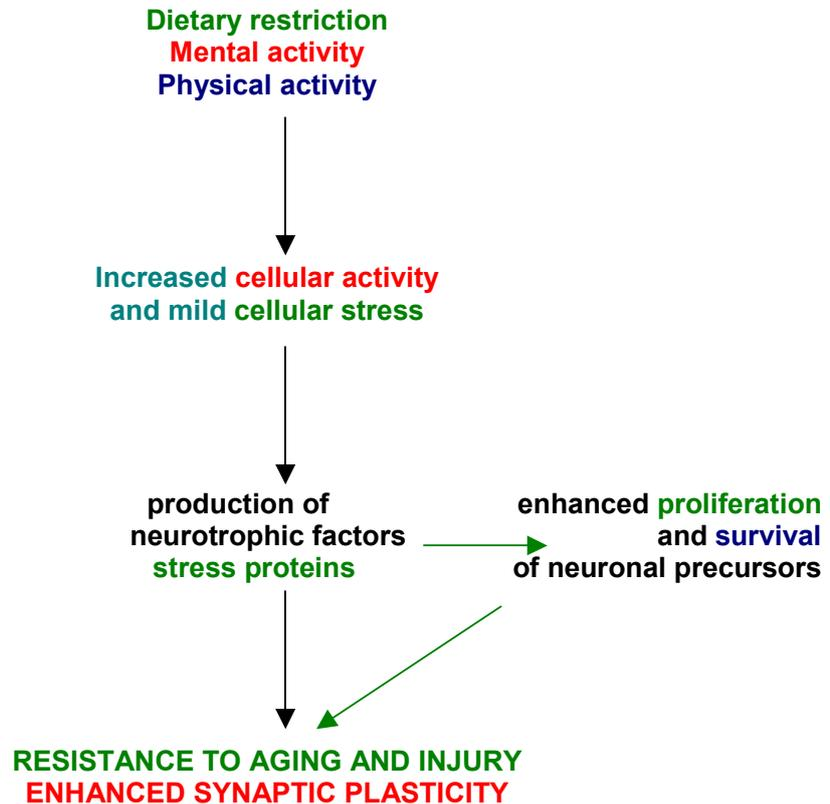 Dietary restriction
Mental activity
Physical activity
Increased cellular activity
and mild cellular stress
production of
neurotrophic factors
stress proteins
enhanced proliferation
and survival
of neuronal precursors
RESISTANCE TO AGING AND INJURY
ENHANCED SYNAPTIC PLASTICITY